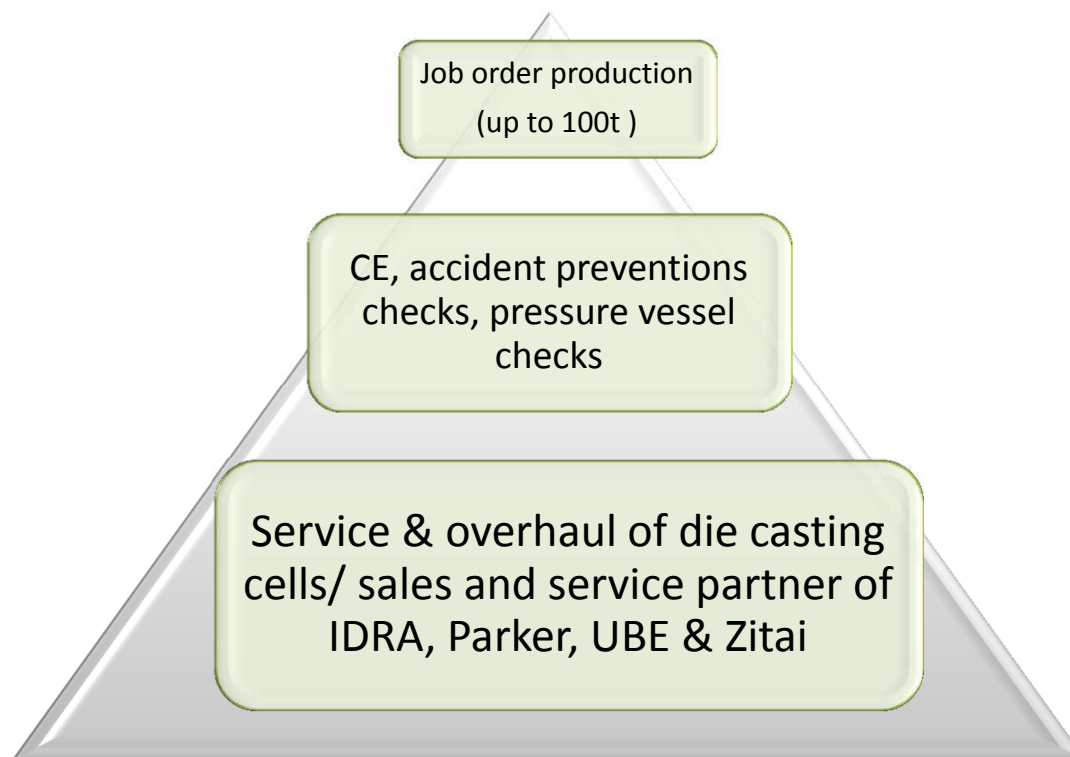 Job order production
(up to 100t )
CE, accident preventions
checks, pressure vessel
checks
Service & overhaul of die casting
cells/ sales and service partner of
IDRA, Parker, UBE & Zitai